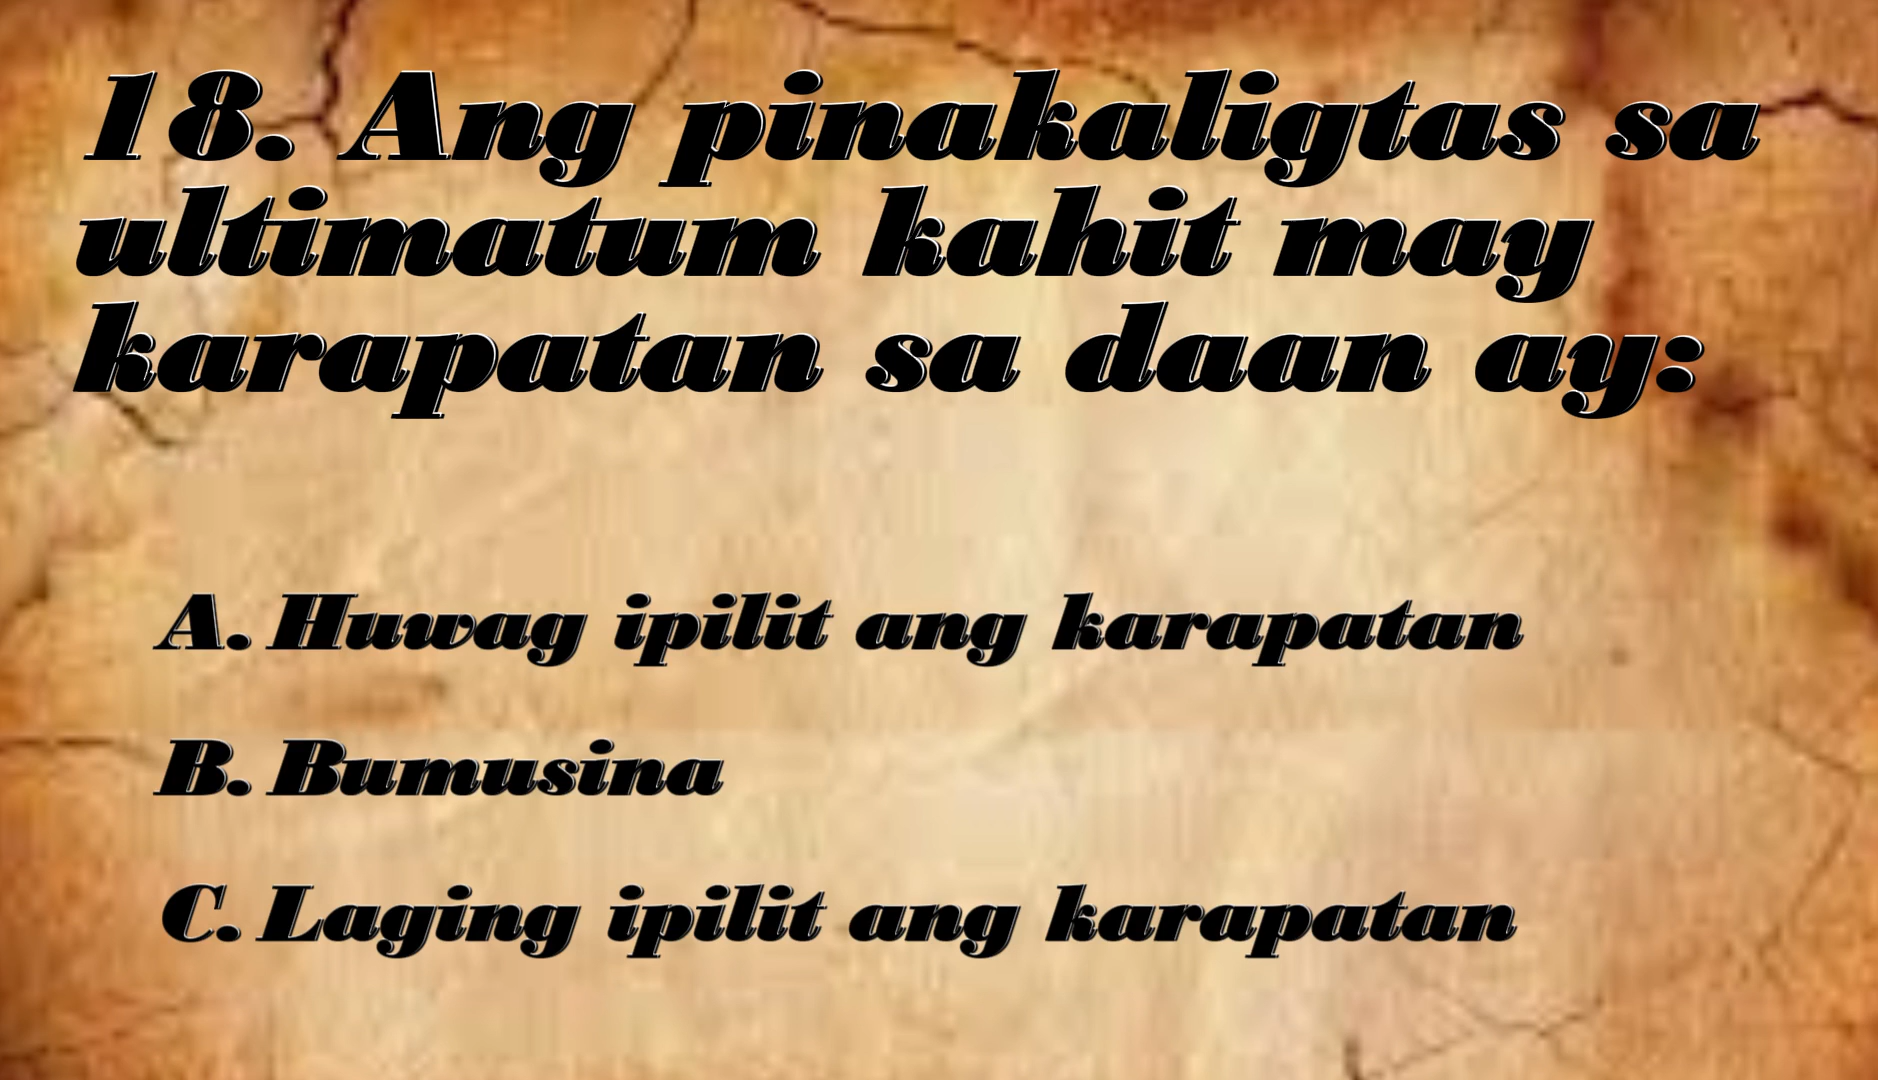 18. Ang pinakaligtas sa
ultimatum kahit may
karapatan sa daan ay:
A. Huwag ipilit ang karapatan
B. Bumusina
C. Laging ipilit ang karapatan